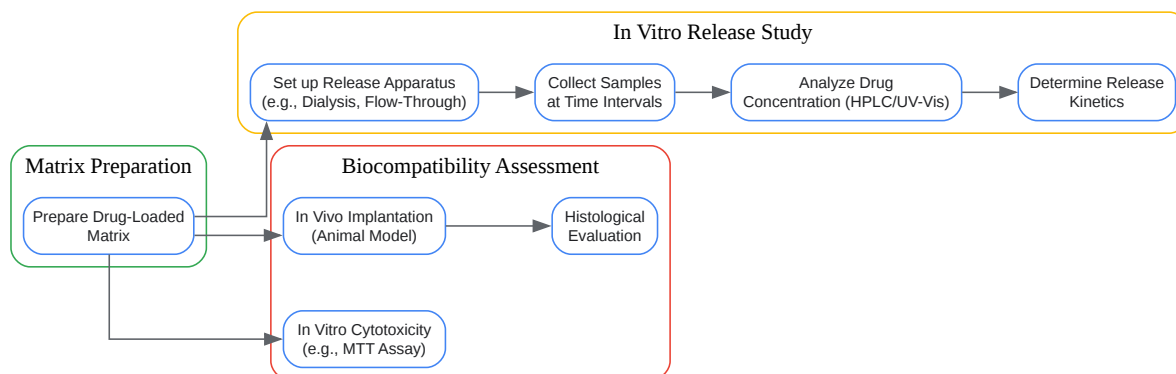 In Vitro Release Study
Set up Release Apparatus
(e.g., Dialysis, Flow-Through)
Collect Samples
at Time Intervals
Analyze Drug
Concentration (HPLC/UV-Vis)
Determine Release
Kinetics
Matrix Preparation
Prepare Drug-Loaded
Matrix
Biocompatibility Assessment
In Vivo Implantation
(Animal Model)
Histological
Evaluation
In Vitro Cytotoxicity
(e.g., MTT Assay)